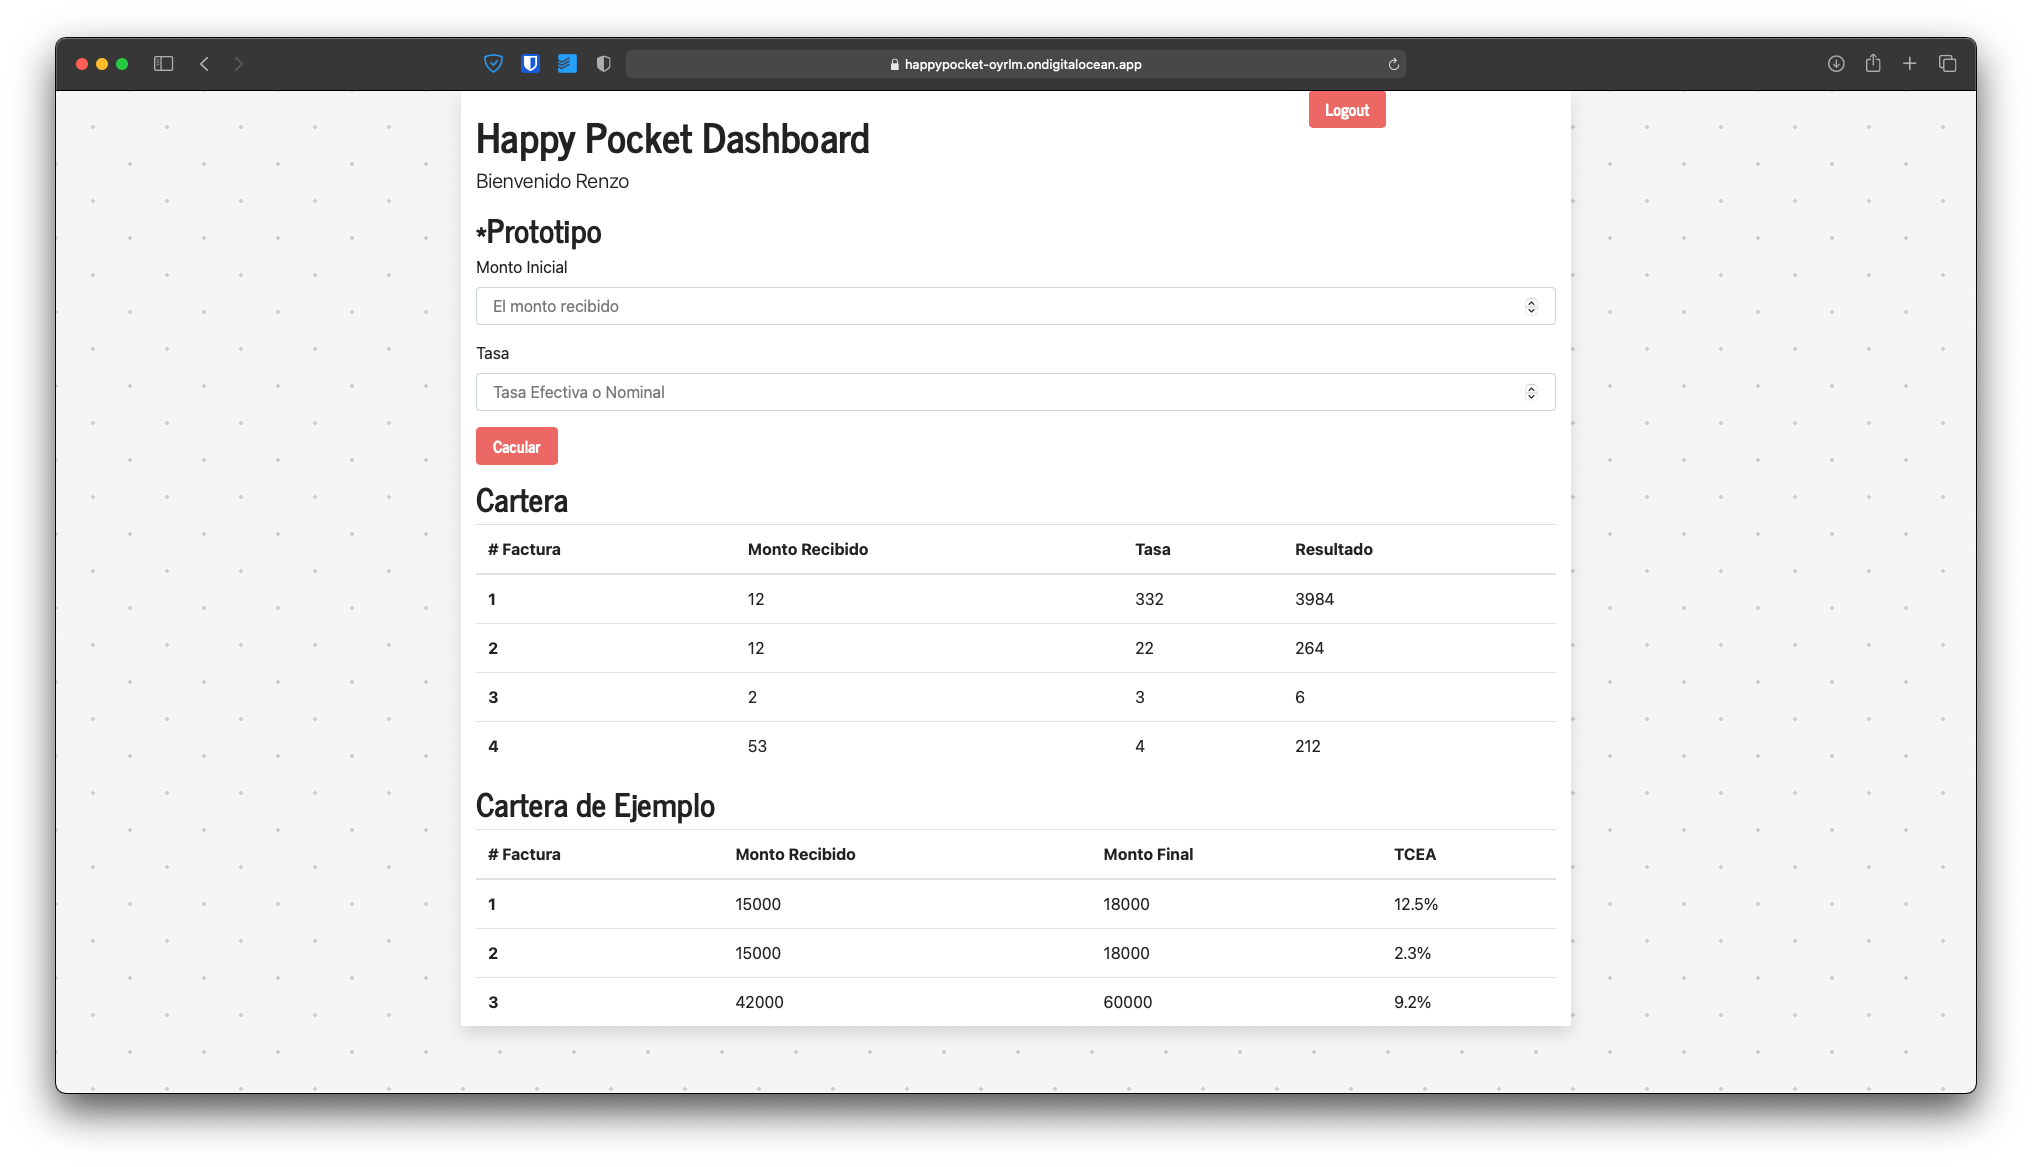 happypocket-oyrlm.ondigitalocean.app
Logout
Happy Pocket Dashboard
Bienvenido Renzo
*Prototipo
Monto Inicial
El monto recibido
Tasa
Tasa Efectiva o Nominal
Cacular
Cartera
# Factura Monto Recibido Tasa Resultado
1 12 332 3984
2 12 22 264
3 2 3 6
4 53 4 212
Cartera de Ejemplo
# Factura Monto Recibido Monto Final TCEA
1 15000 18000 12.5%
2 15000 18000 2.3%
3 42000 60000 9.2%